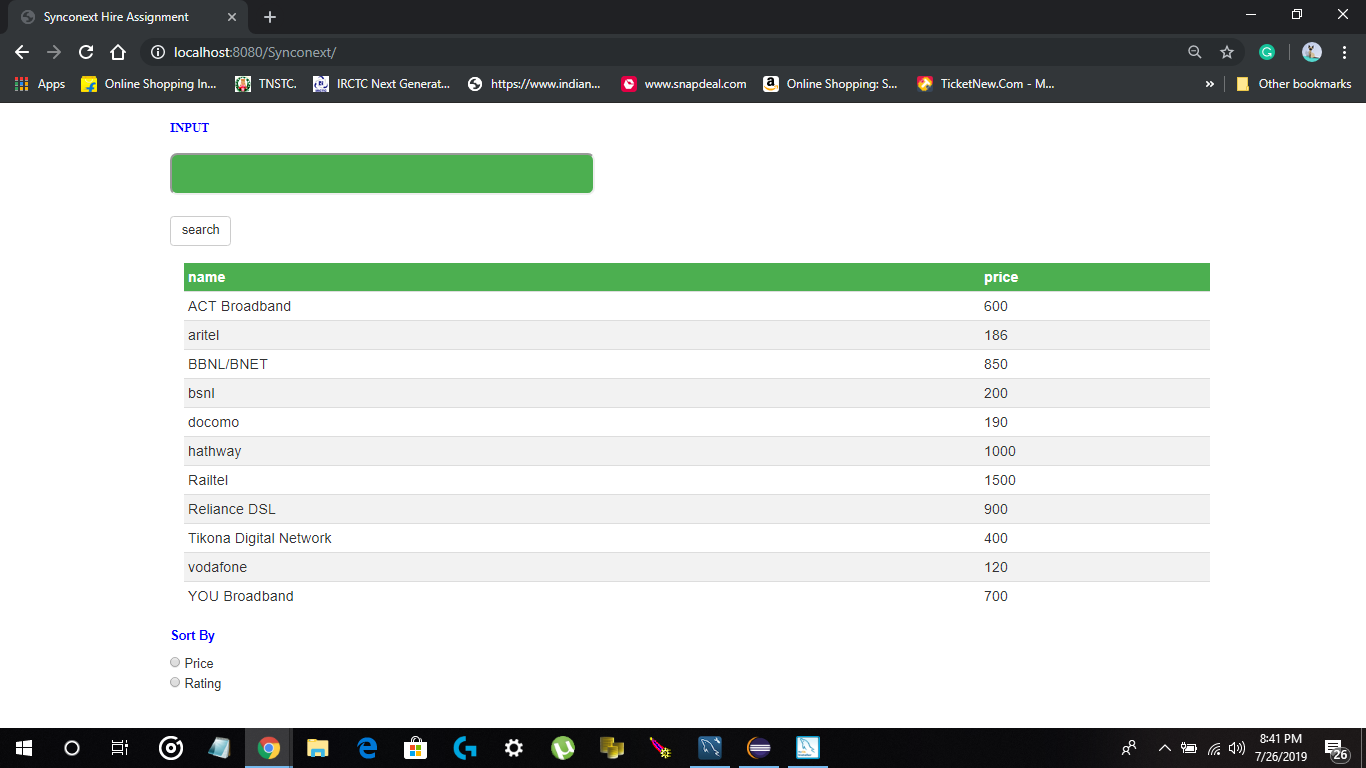 Synconext Hire Assignment
localhost:8080/Synconext/
Apps
Online Shopping In...
TNSTC.
IRCTC Next Generat...
https://www.indian...
www.snapdeal.com
Online Shopping: S...
TicketNew.Com - M...
»
Other bookmarks
INPUT
search
name price
ACT Broadband 600
aritel 186
BBNL/BNET 850
bsnl 200
docomo 190
hathway 1000
Railtel 1500
Reliance DSL 900
Tikona Digital Network 400
vodafone 120
YOU Broadband 700
Sort By
Price
Rating
8:41 PM
7/26/2019
26